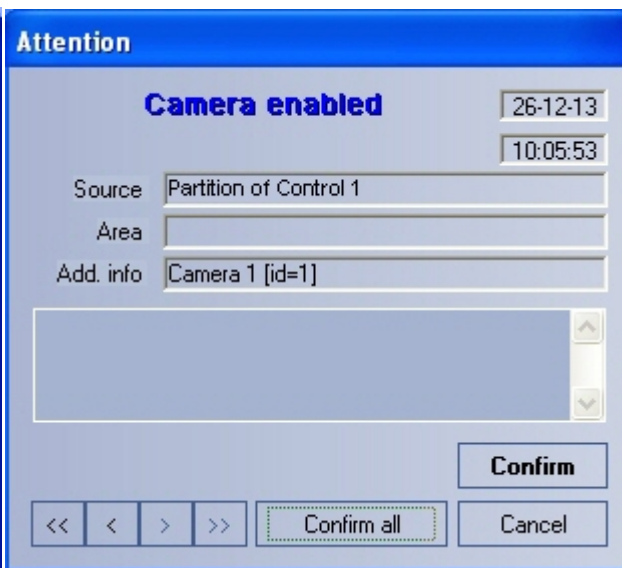 Attention
Camera enabled 26-12-13
10:05:53
Source Partition of Control 1
Area
Add. info Camera 1 [id=1]
Confirm
<< < > >> Confirm all Cancel